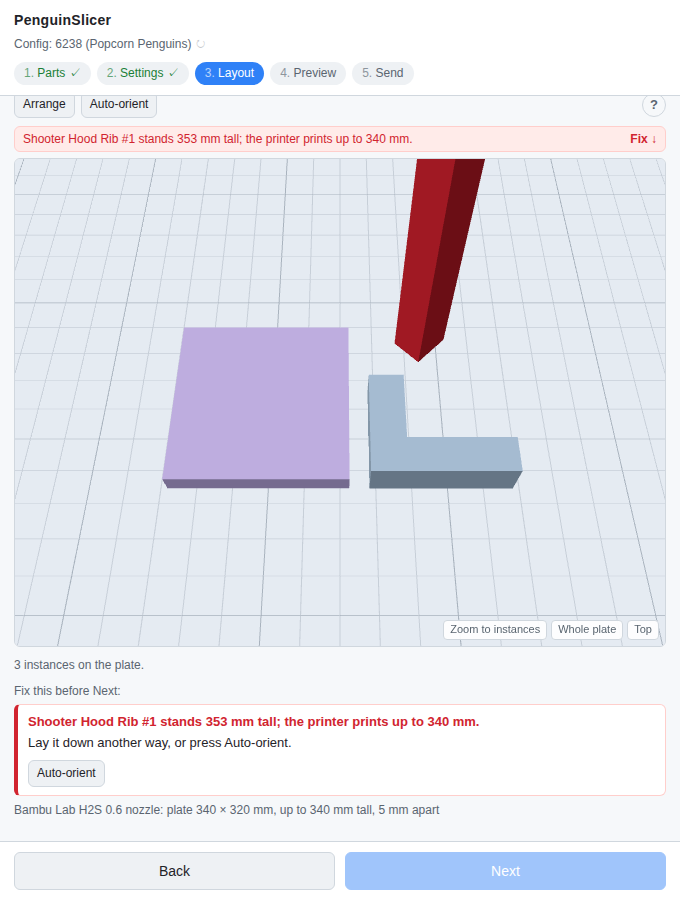 PenguinSlicer
Config: 6238 (Popcorn Penguins)
1. Parts ✓ 2. Settings ✓ 3. Layout 4. Preview 5. Send
Arrange Auto-orient ?
Shooter Hood Rib #1 stands 353 mm tall; the printer prints up to 340 mm. Fix ↓
Zoom to instances Whole plate Top
3 instances on the plate.
Fix this before Next:
Shooter Hood Rib #1 stands 353 mm tall; the printer prints up to 340 mm.
Lay it down another way, or press Auto-orient.
Auto-orient
Bambu Lab H2S 0.6 nozzle: plate 340 × 320 mm, up to 340 mm tall, 5 mm apart
Back Next